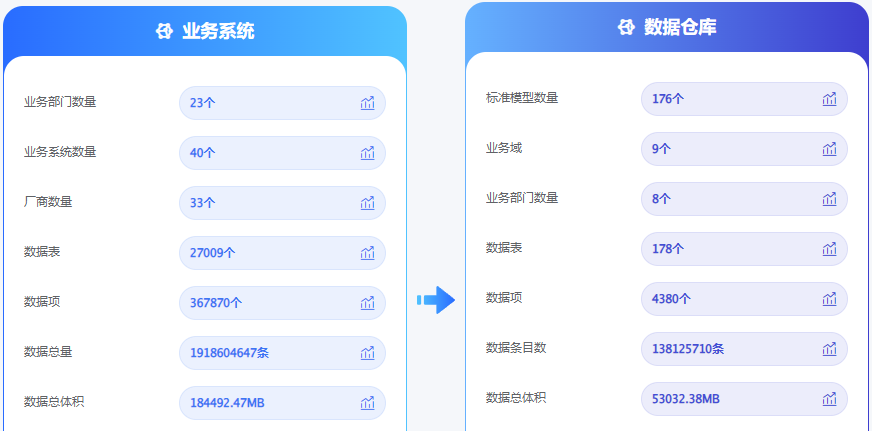 业务系统
业务部门数量 23个
业务系统数量 40个
厂商数量 33个
数据表 27009个
数据项 367870个
数据总量 1918604647条
数据总体积 184492.47MB
数据仓库
标准模型数量 176个
业务域 9个
业务部门数量 8个
数据表 178个
数据项 4380个
数据条目数 138125710条
数据总体积 53032.38MB